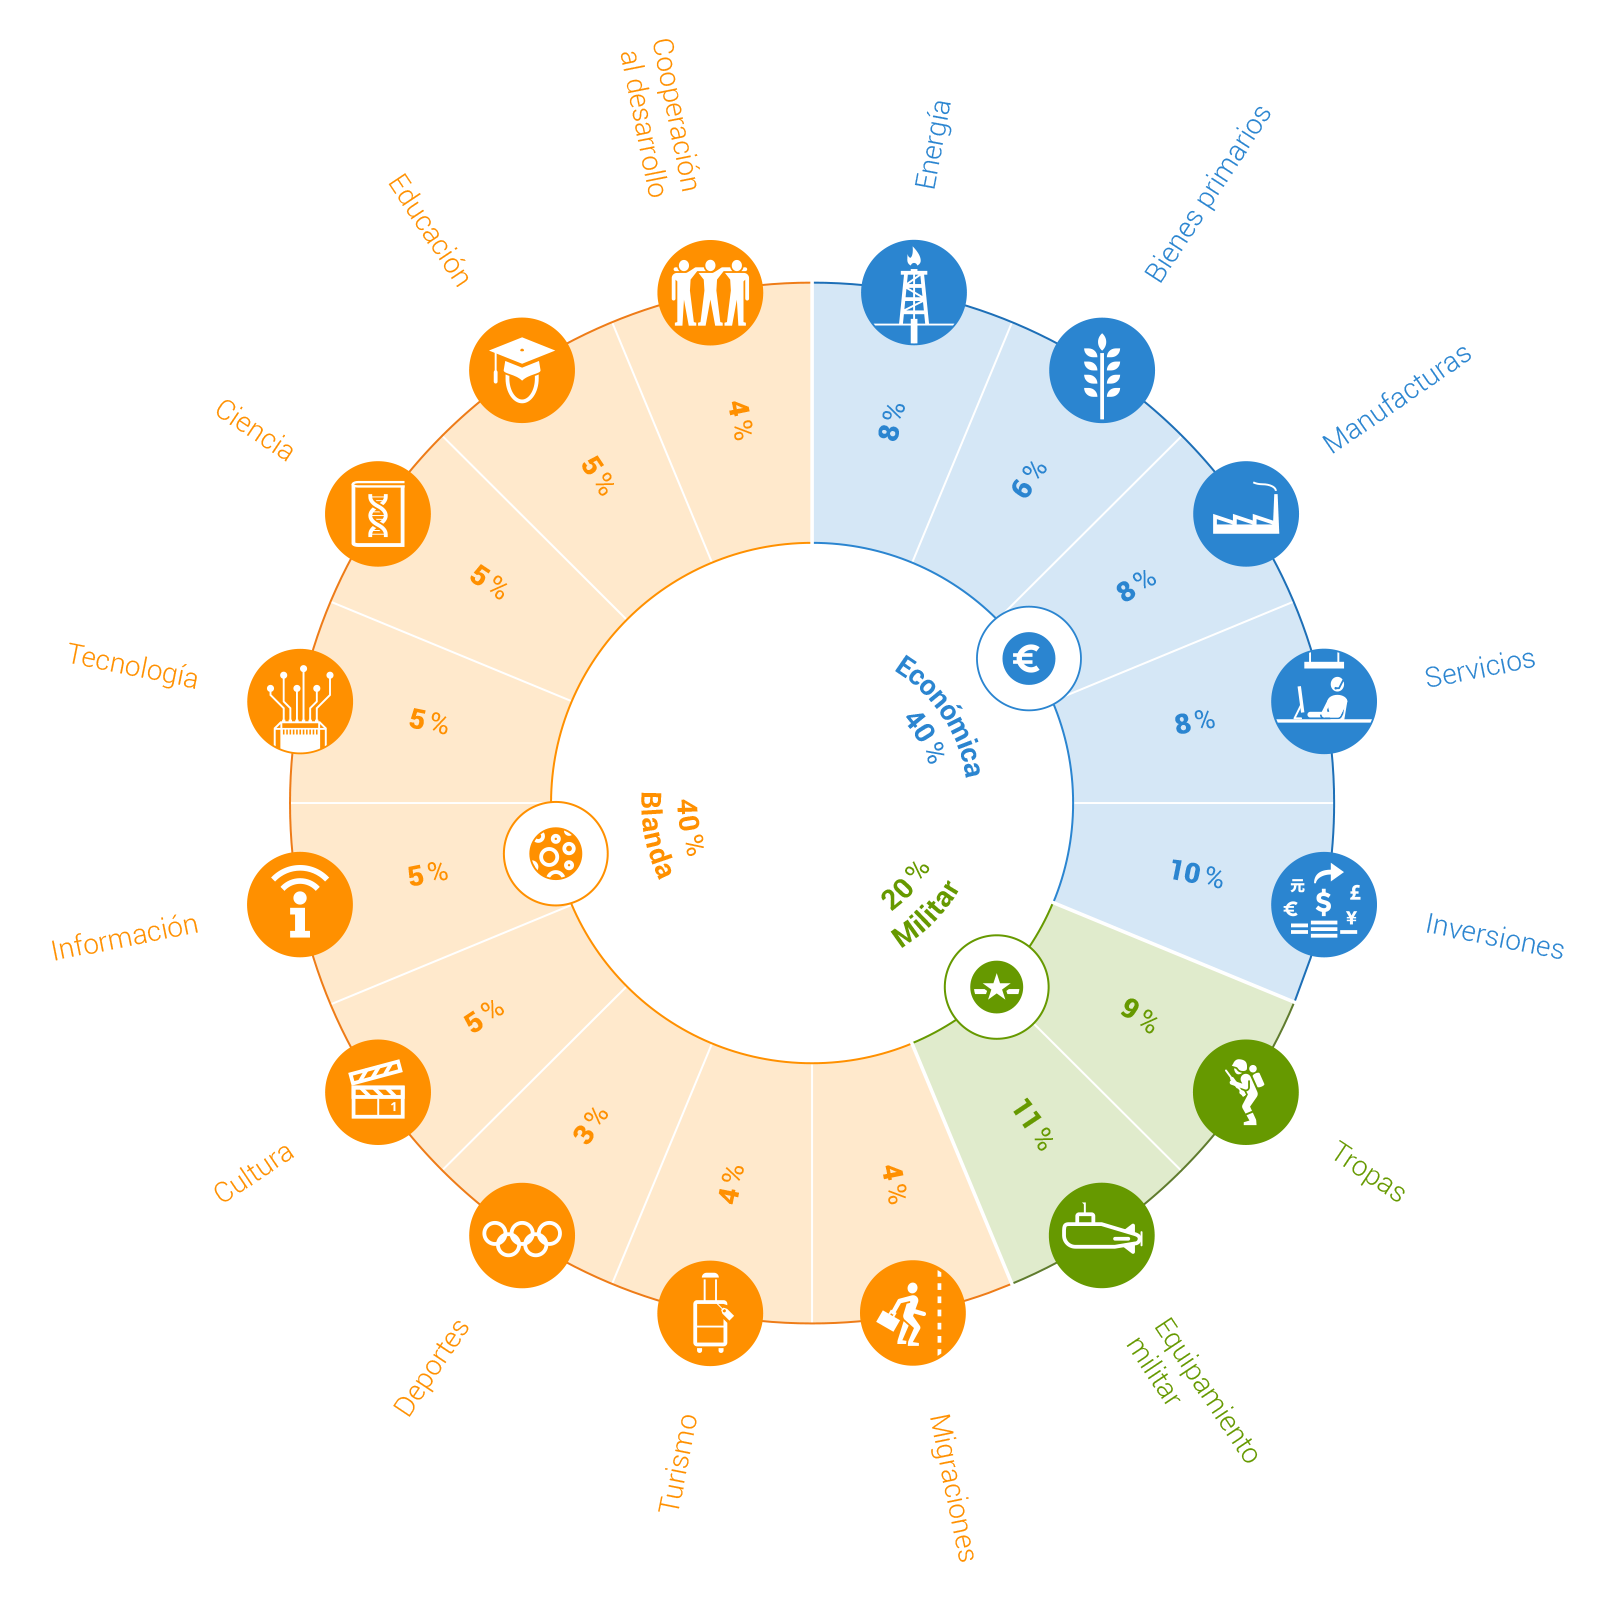 Energía
8 %
Bienes primarios
6 %
Manufacturas
8 %
Servicios
8 %
Inversiones
10 %
元
$
£
€
¥
Tropas
9 %
Equipamiento
militar
11 %
Migraciones
4 %
Turismo
4 %
Deportes
3 %
Cultura
5 %
1
Información
5 %
i
Tecnología
5 %
Ciencia
5 %
Educación
5 %
Cooperación
al desarrollo
4 %
Económica
40 %
€
20 %
Militar
40 %
Blanda